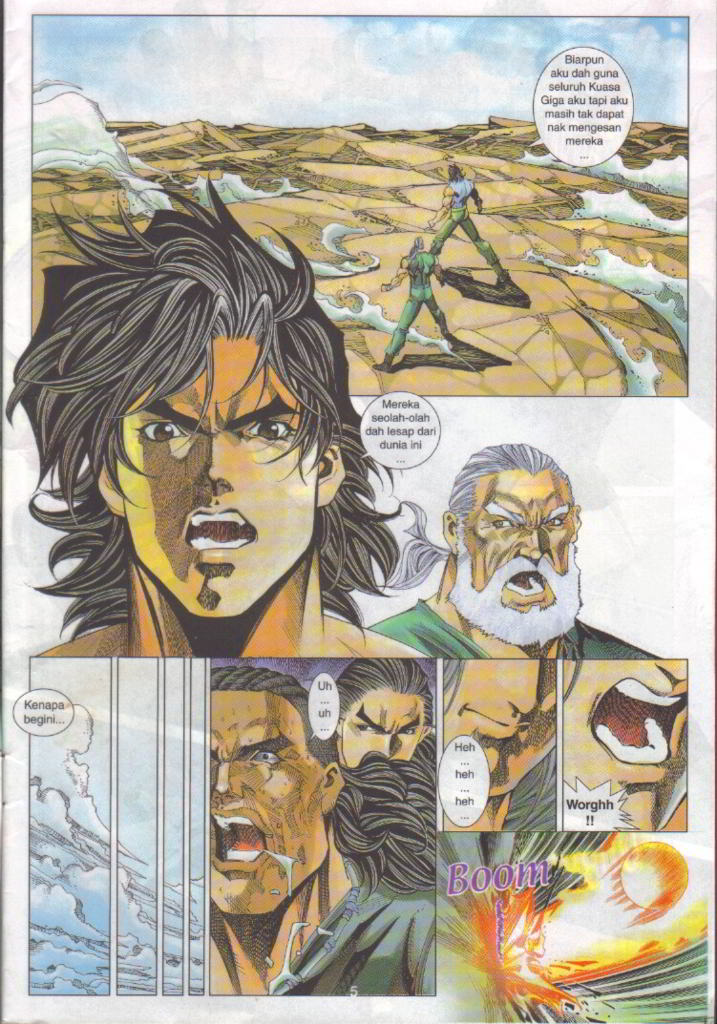 Biarpun
aku dah guna
seluruh Kuasa
Giga aku tapi aku
masih tak dapat
nak mengesan
mereka
...
Mereka
seolah-olah
dah lesap dari
dunia ini
...
Kenapa
begini...
Uh
...
uh
...
Heh
...
heh
...
heh
...
Worghh
!!
Boom
5